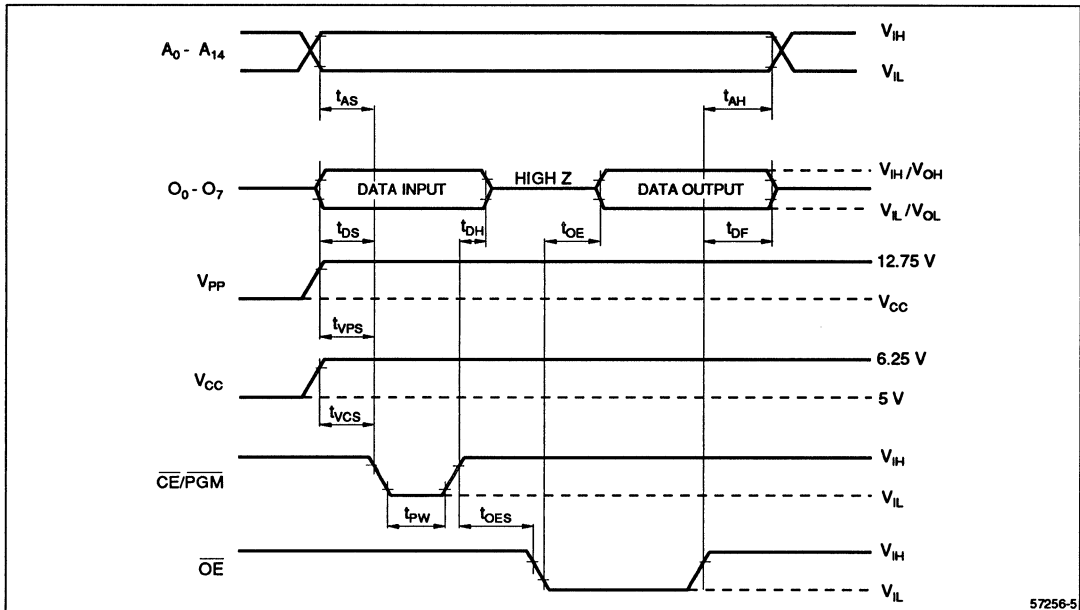 A0 - A14
VIH
VIL
tAS
tAH
O0 - O7
DATA INPUT
HIGH Z
DATA OUTPUT
VIH /VOH
VIL /VOL
tDS
tDH
tOE
tDF
VPP
12.75 V
VCC
tVPS
VCC
6.25 V
5 V
tVCS
CE/PGM
VIH
VIL
tPW
tOES
OE
VIH
VIL
57256-5